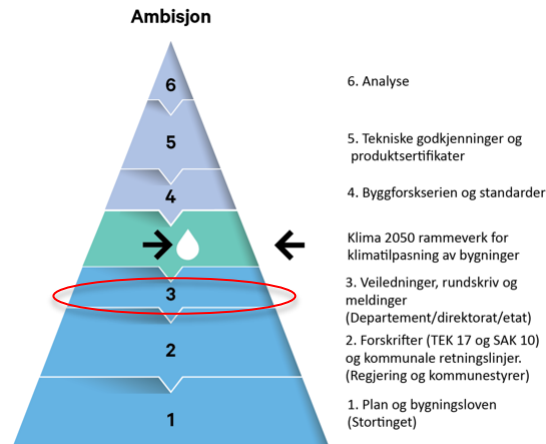 Ambisjon
6
6. Analyse
5
5. Tekniske godkjenninger og
produktsertifikater
4
4. Byggforskserien og standarder
Klima 2050 rammeverk for
klimatilpasning av bygninger
3
3. Veiledninger, rundskriv og
meldinger
(Departement/direktorat/etat)
2
2. Forskrifter (TEK 17 og SAK 10)
og kommunale retningslinjer.
(Regjering og kommunestyrer)
1
1. Plan og bygningsloven
(Stortinget)